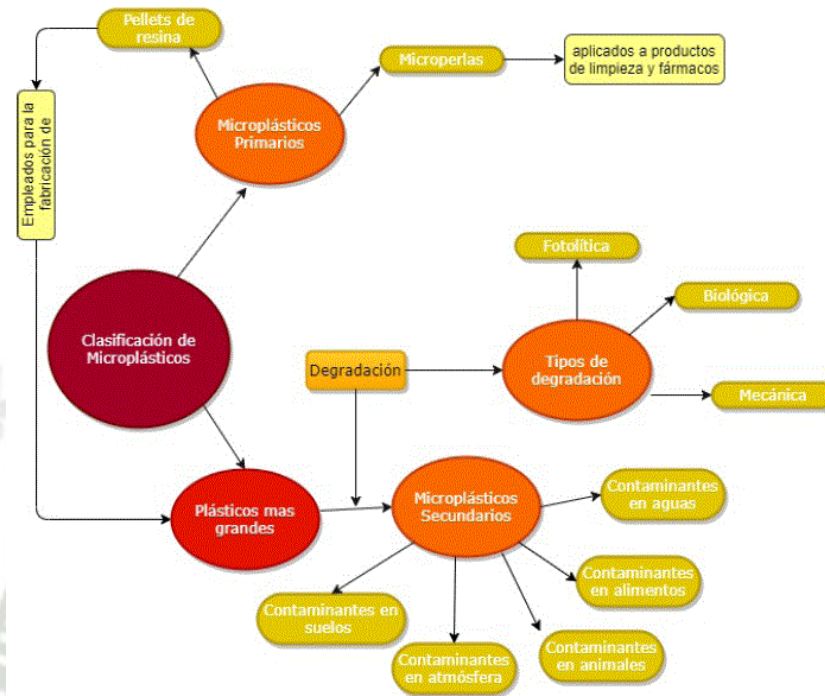 Pellets de
resina
Microperlas
aplicados a productos
de limpieza y fármacos
Microplásticos
Primarios
Empleados para la
fabricación de
Fotolítica
Biológica
Clasificación de
Microplásticos
Degradación
Tipos de
degradación
Mecánica
Plásticos mas
grandes
Microplásticos
Secundarios
Contaminantes
en aguas
Contaminantes
en alimentos
Contaminantes en
suelos
Contaminantes
en atmósfera
Contaminantes
en animales